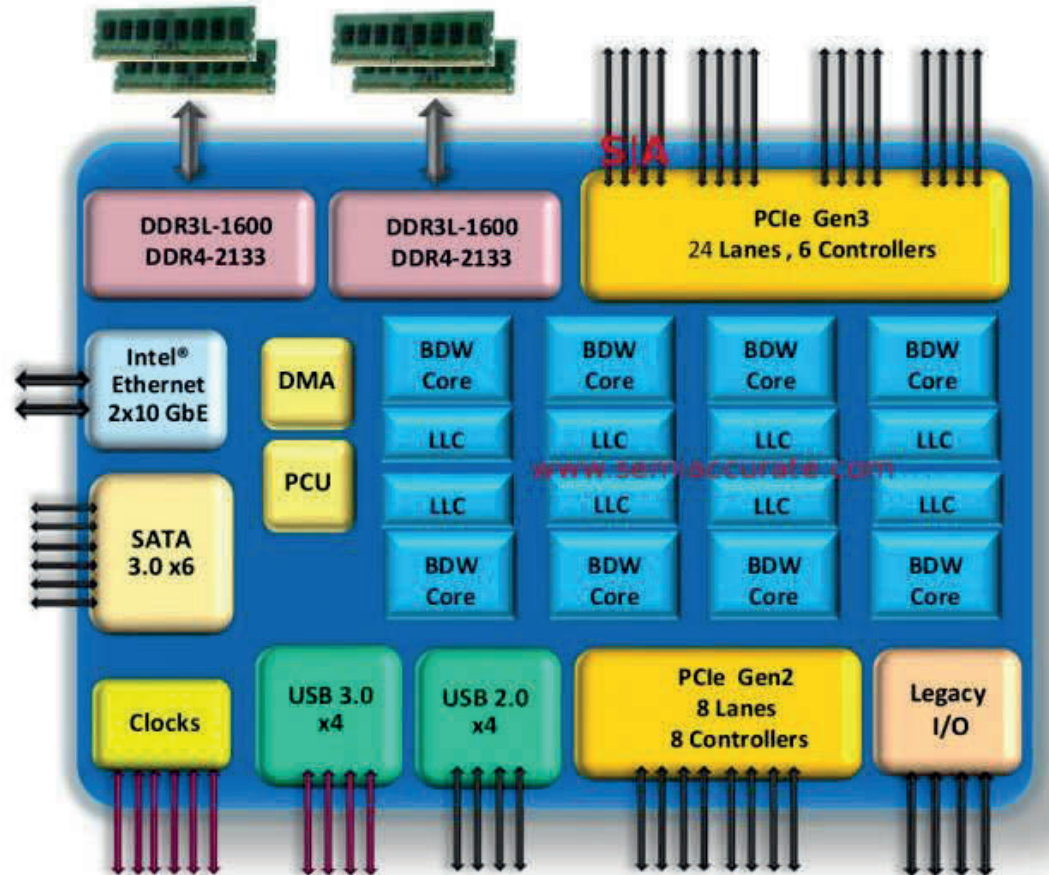 S|A
DDR3L-1600
DDR4-2133
DDR3L-1600
DDR4-2133
PCIe Gen3
24 Lanes , 6 Controllers
Intel®
Ethernet
2x10 GbE
DMA
BDW
Core
BDW
Core
BDW
Core
BDW
Core
LLC
LLC
LLC
LLC
www.semiaccurate.com
PCU
LLC
LLC
LLC
LLC
SATA
3.0 x6
BDW
Core
BDW
Core
BDW
Core
BDW
Core
Clocks
USB 3.0
x4
USB 2.0
x4
PCIe Gen2
8 Lanes
8 Controllers
Legacy
I/O